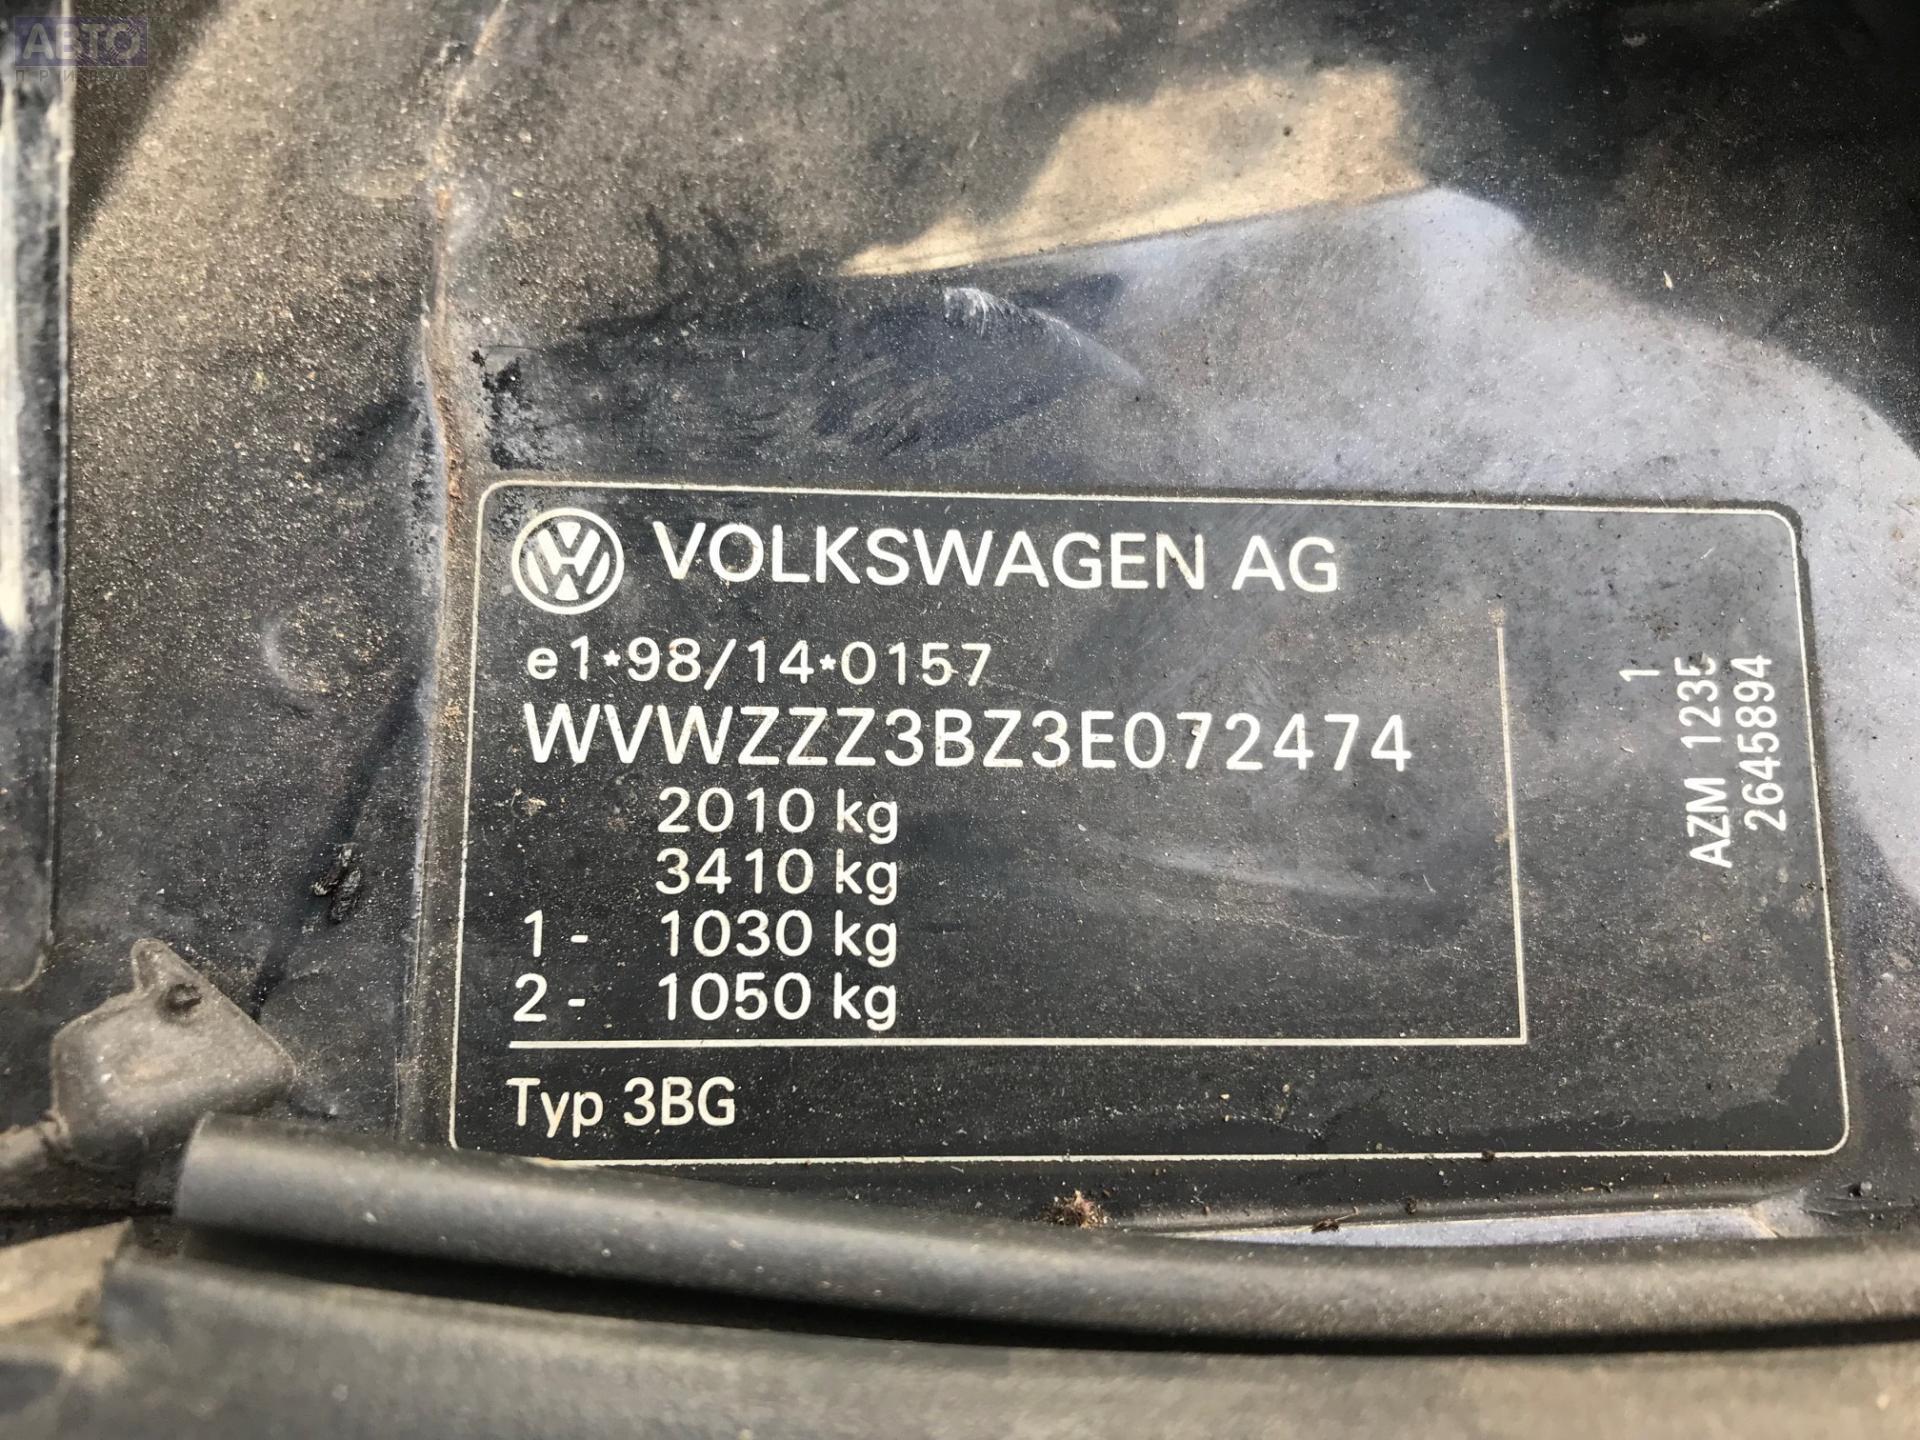 АВТО
VOLKSWAGEN AG
e1*98/14*0157
WVWZZZ3BZ3E072474
2010 kg
3410 kg
1 - 1030 kg
2 - 1050 kg
Typ 3BG
1
AZM 1235
2645894